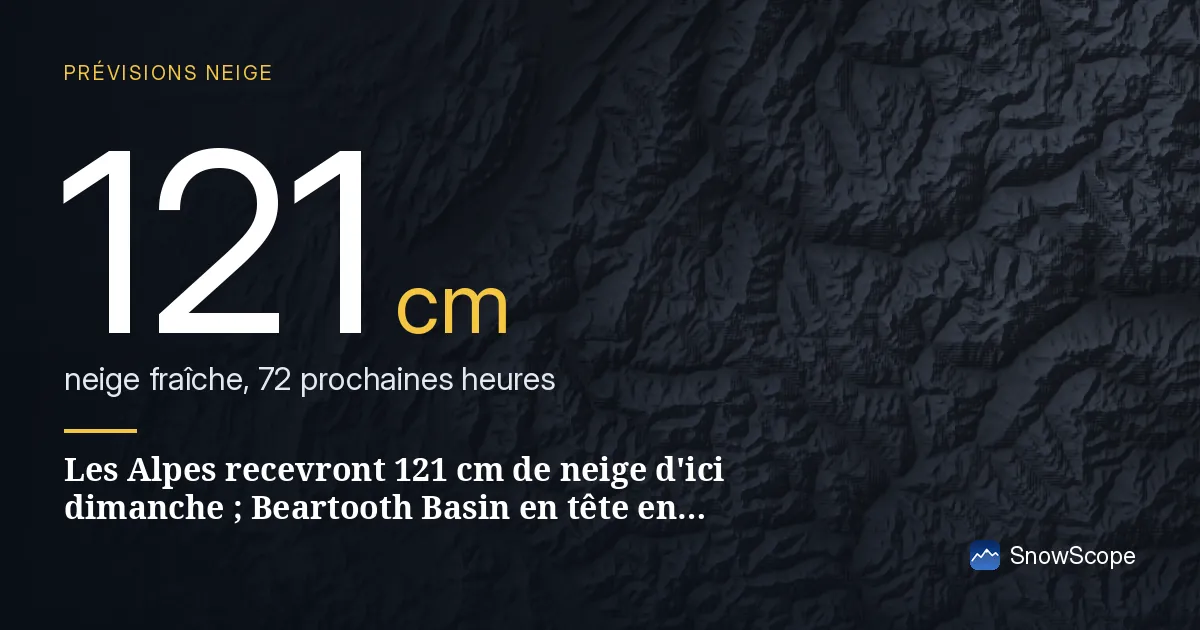 PRÉVISIONS NEIGE
121 cm
neige fraîche, 72 prochaines heures
Les Alpes recevront 121 cm de neige d'ici
dimanche ; Beartooth Basin en tête en...
SnowScope